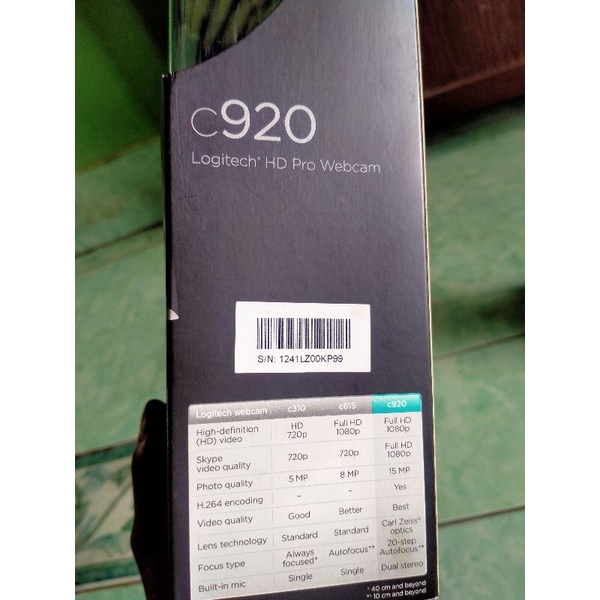 c920
Logitech® HD Pro Webcam
S/N: 1241LZ00KP99
Logitech webcam c310 c615 c920
High-definition (HD) video HD 720p Full HD 1080p Full HD 1080p
Skype video quality 720p 720p Full HD 1080p
Photo quality 5 MP 8 MP 15 MP
H.264 encoding - - Yes
Video quality Good Better Best
Lens technology Standard Standard Carl Zeiss® optics
Focus type Always focused* Autofocus** 20-step Autofocus**
Built-in mic Single Single Dual stereo
* 40 cm and beyond
** 10 cm and beyond